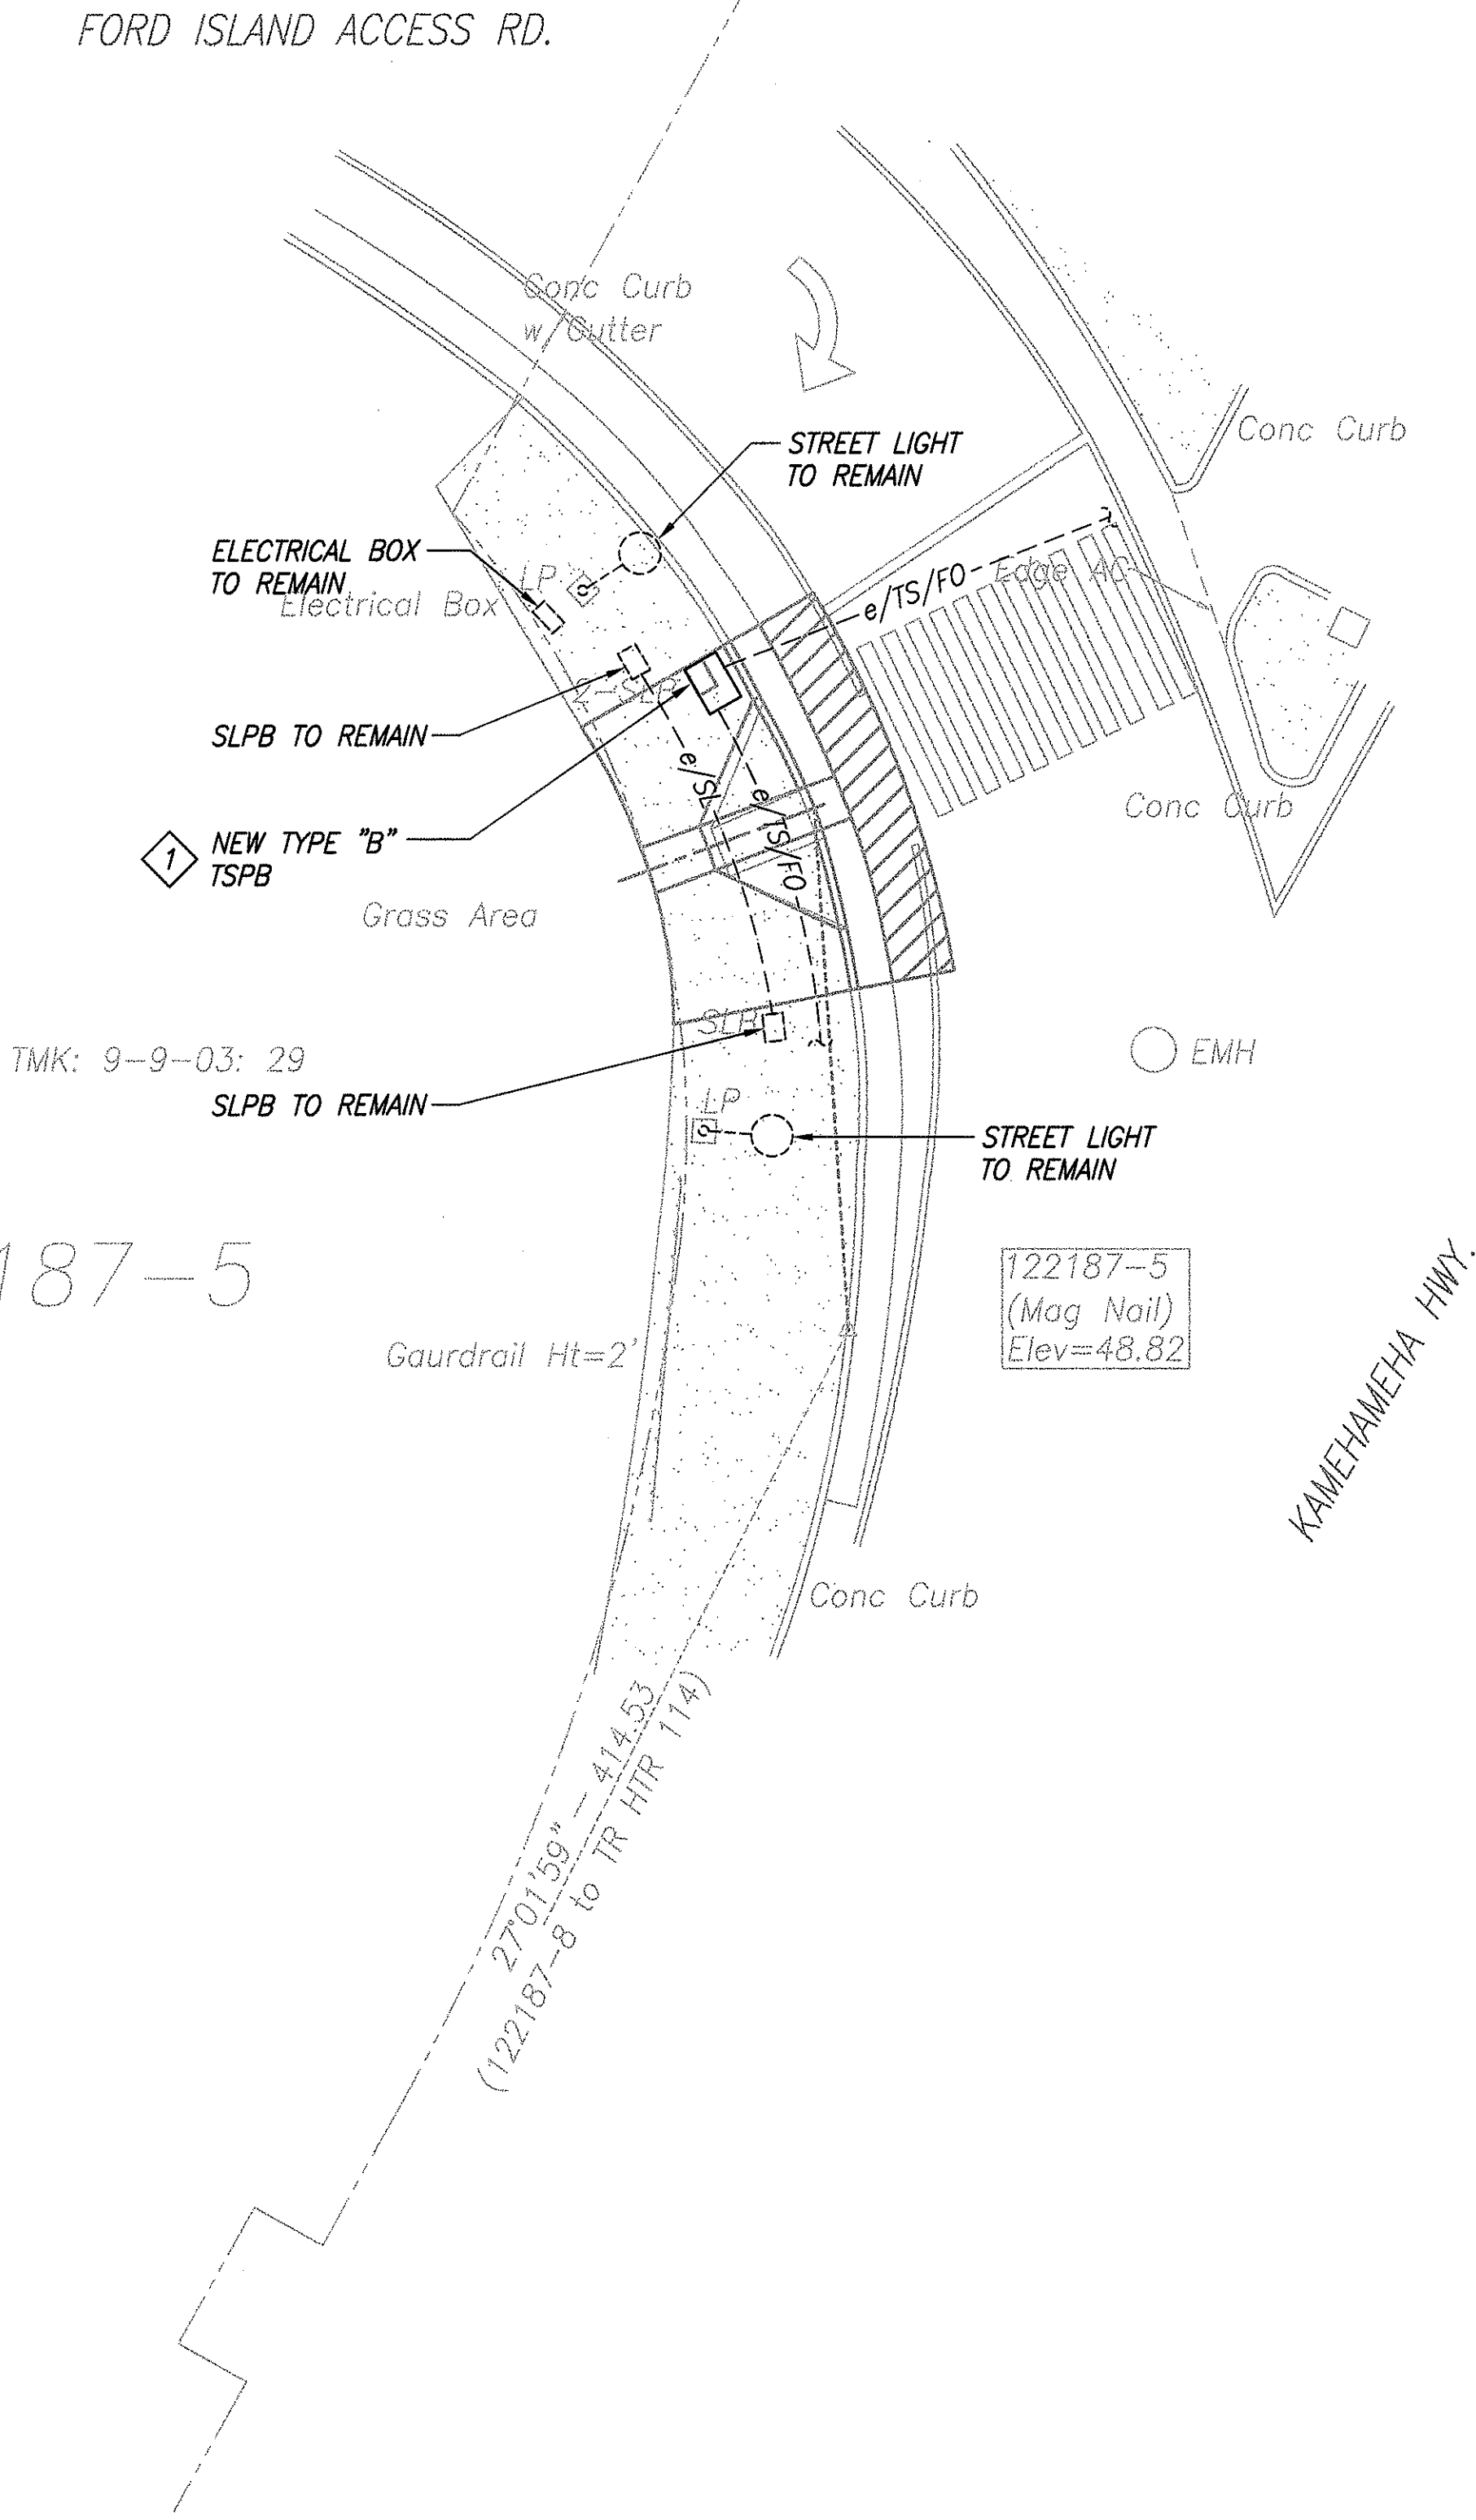 FORD ISLAND ACCESS RD.
Conc Curb
w/ Gutter
STREET LIGHT
TO REMAIN
Conc Curb
ELECTRICAL BOX
TO REMAIN
LP
Electrical Box
e/TS/FO
Edge AC
SLPB TO REMAIN
e/SL
e/TS/FO
Conc Curb
1
NEW TYPE "B"
TSPB
Grass Area
TMK: 9-9-03: 29
EMH
SLPB TO REMAIN
LP
STREET LIGHT
TO REMAIN
187-5
122187-5
(Mag Nail)
Elev=48.82
Gaurdrail Ht=2'
KAMEHAMEHA HWY.
Conc Curb
27°01'59" - 414.53
(122187-8 to TR HTR 114)